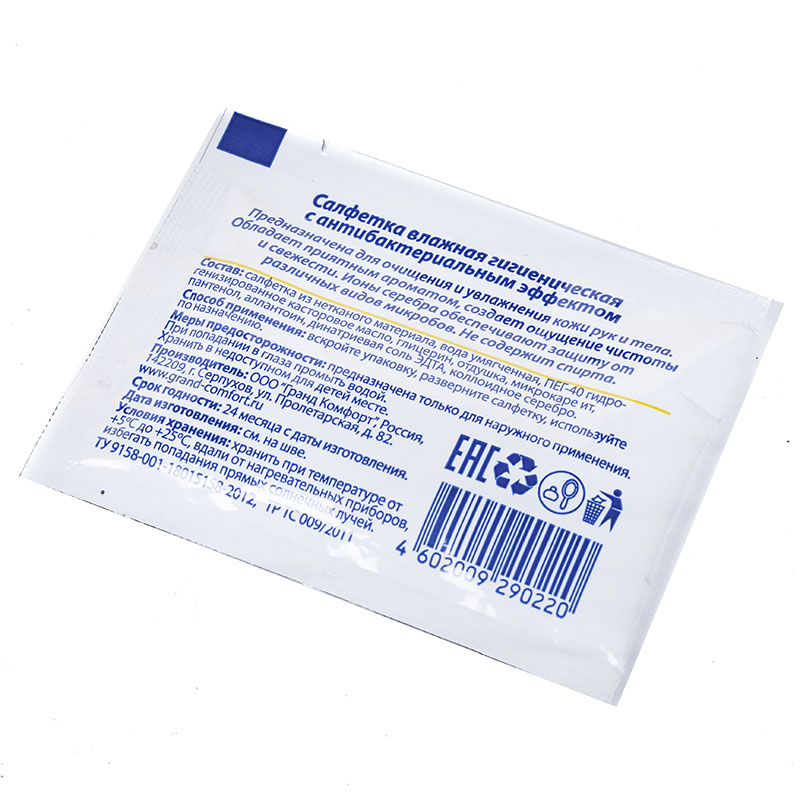 Салфетка влажная гигиеническая
с антибактериальным эффектом
Предназначена для очищения и увлажнения кожи рук и тела.
Обладает приятным ароматом, создает ощущение чистоты
и свежести. Ионы серебра обеспечивают защиту от
различных видов микробов. Не содержит спирта.
Состав: салфетка из нетканого материала, вода умягченная, ПЕГ-40 гидро-
генизированное касторовое масло, глицерин, отдушка, микрокаре ит,
пантенол, аллантоин, динатриевая соль ЭДТА, коллоидное серебро.
Способ применения: вскройте упаковку, разверните салфетку, используйте
по назначению.
Меры предосторожности: предназначена только для наружного применения.
При попадании в глаза промыть водой.
Хранить в недоступном для детей месте.
Производитель: ООО "Гранд Комфорт", Россия,
142209, г. Серпухов, ул. Пролетарская, д. 82.
www.grand-comfort.ru
Срок годности: 24 месяца с даты изготовления.
Дата изготовления: см. на шве.
Условия хранения: хранить при температуре от
+5°С до +25°С, вдали от нагревательных приборов,
избегать попадания прямый солнечных лучей.
ТУ 9158-001-18015158-2012, ТР ТС 009/2011
EAC
4 602009 290220